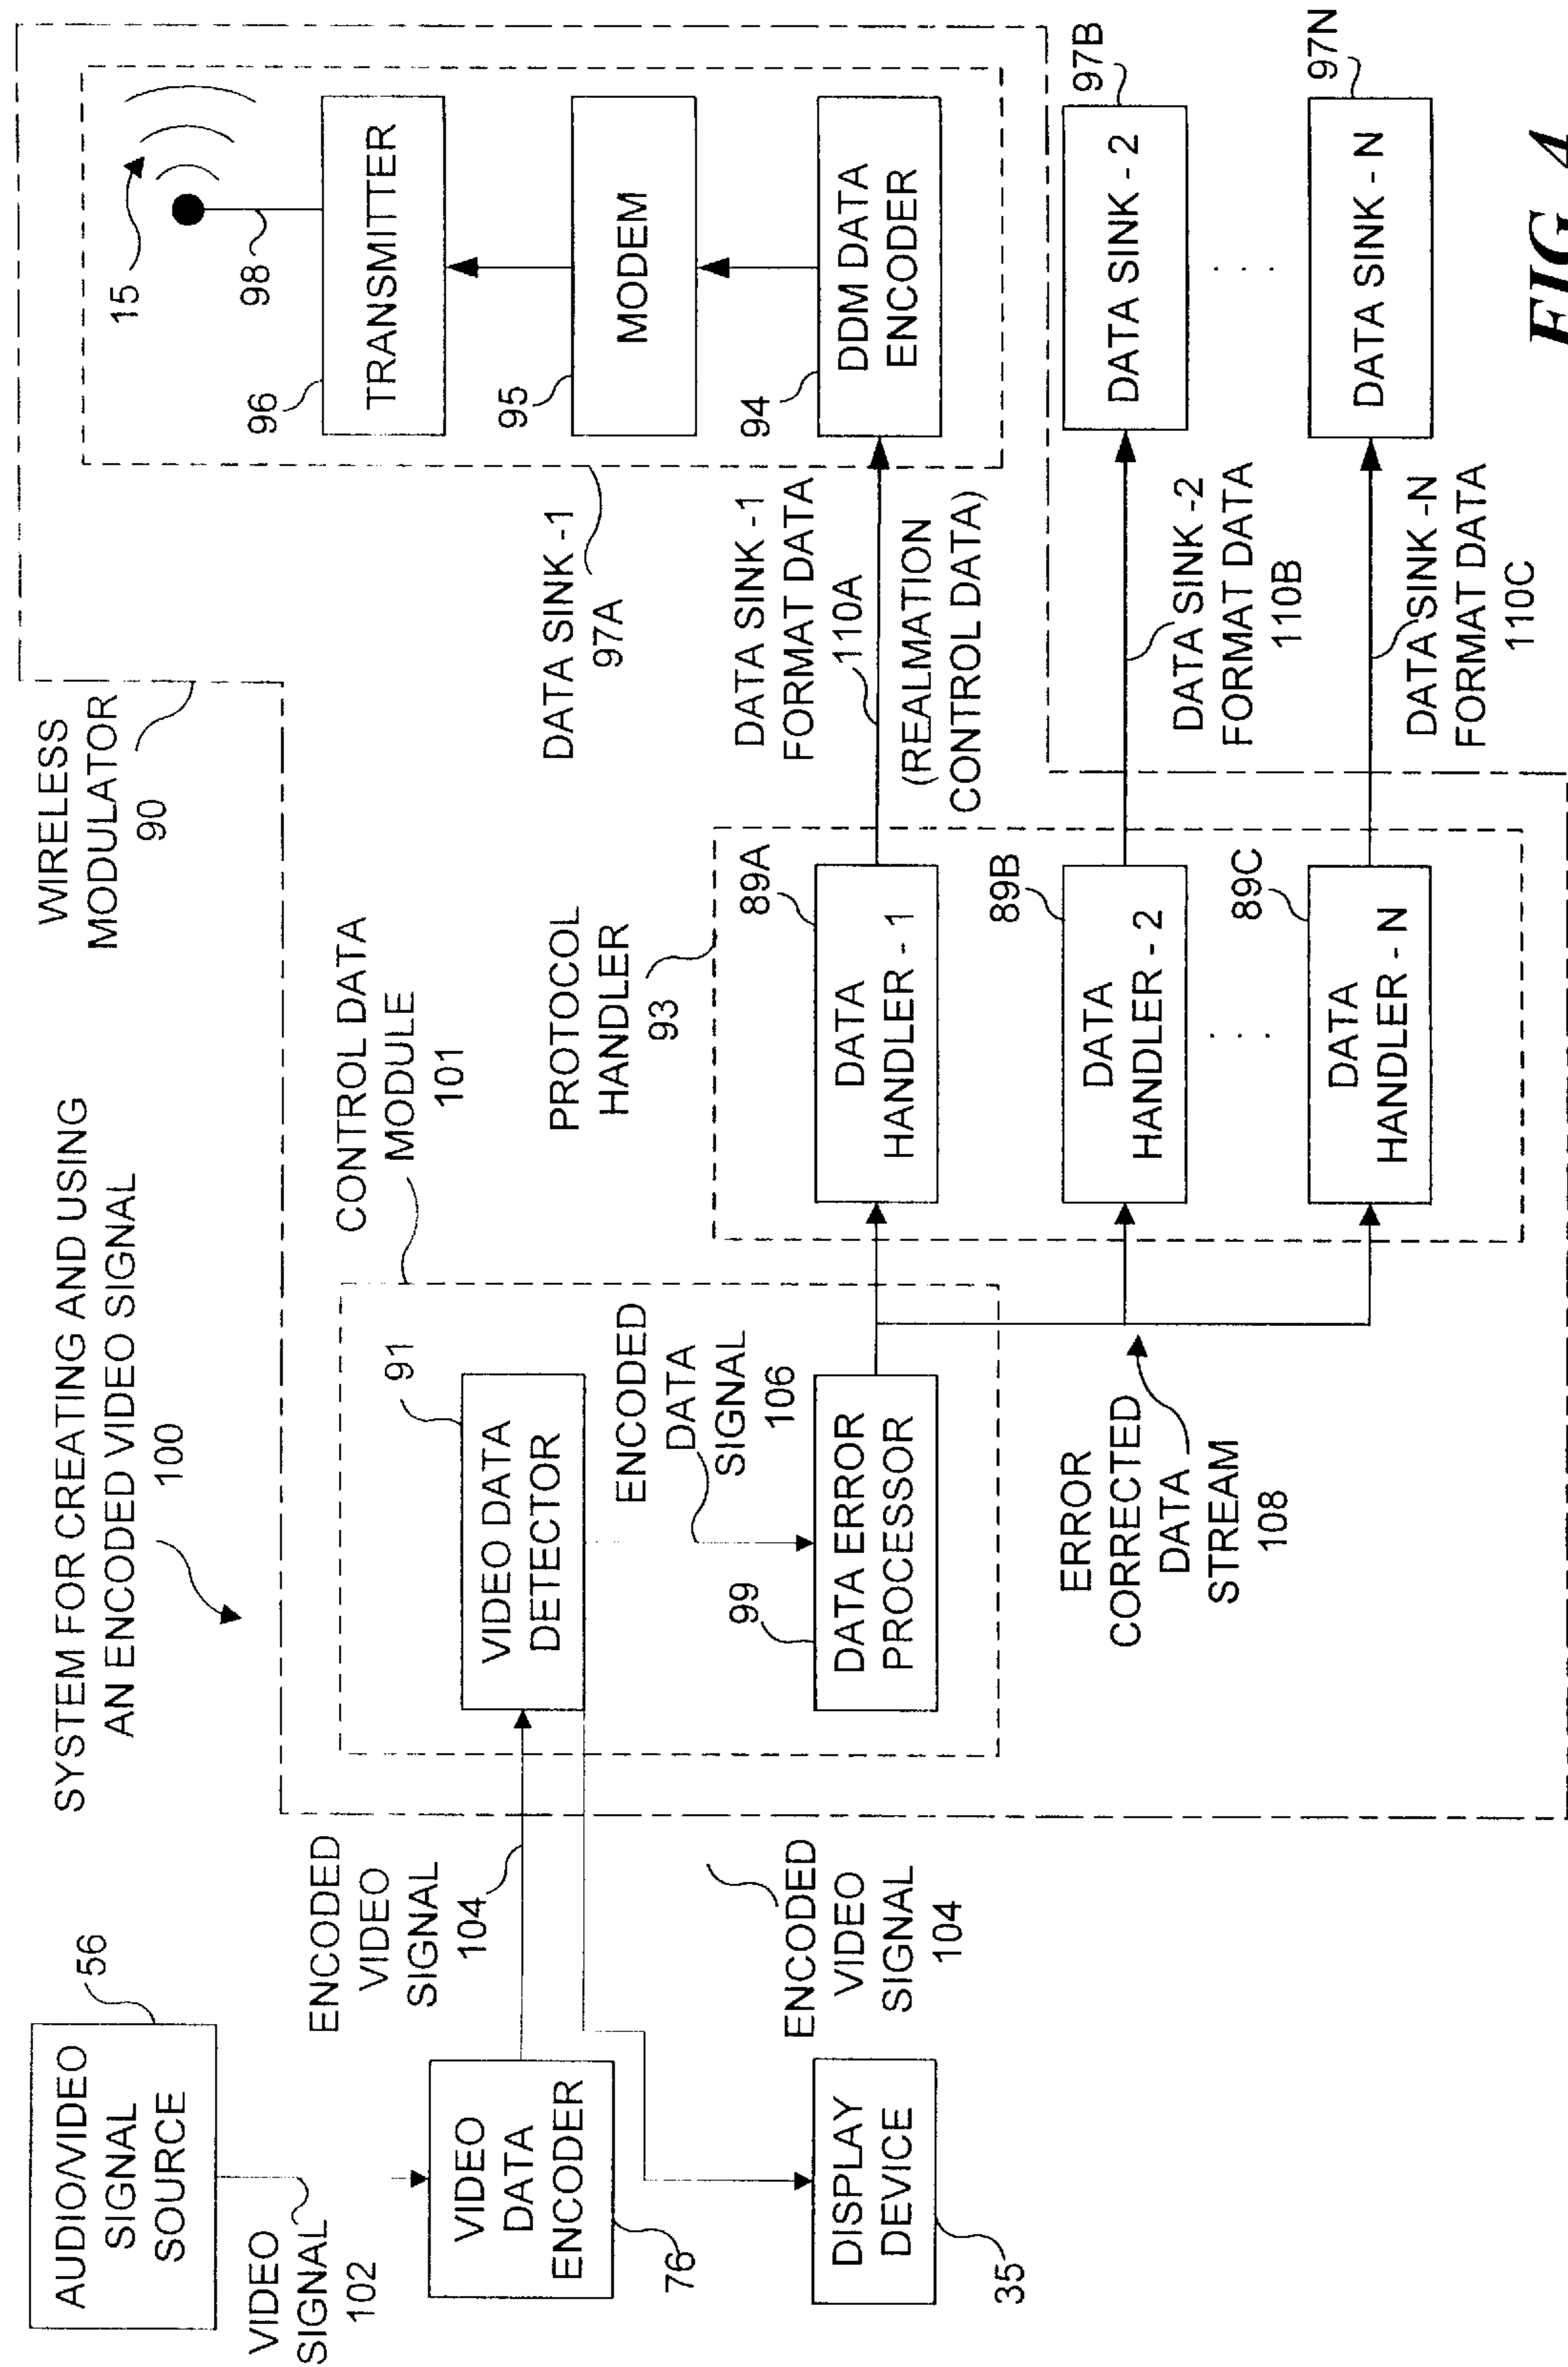 SYSTEM FOR CREATING AND USING
AN ENCODED VIDEO SIGNAL
100
AUDIO/VIDEO
SIGNAL
SOURCE
56
VIDEO
SIGNAL
102
VIDEO
DATA
ENCODER
76
DISPLAY
DEVICE
35
ENCODED
VIDEO
SIGNAL
104
ENCODED
VIDEO
SIGNAL
104
WIRELESS
MODULATOR
90
CONTROL DATA
MODULE
101
VIDEO DATA
DETECTOR
91
ENCODED
DATA
SIGNAL
106
DATA ERROR
PROCESSOR
99
ERROR
CORRECTED
DATA
STREAM
108
PROTOCOL
HANDLER
93
DATA
HANDLER - 1
89A
DATA
HANDLER - 2
89B
. . .
DATA
HANDLER - N
89C
DATA SINK -1
FORMAT DATA
110A
(REALMATION
CONTROL DATA)
DATA SINK -2
FORMAT DATA
110B
DATA SINK -N
FORMAT DATA
110C
DATA SINK -1
97A
15
98
TRANSMITTER
96
MODEM
95
DDM DATA
ENCODER
94
DATA SINK - 2
97B
. . .
DATA SINK - N
97N
FIG. 4